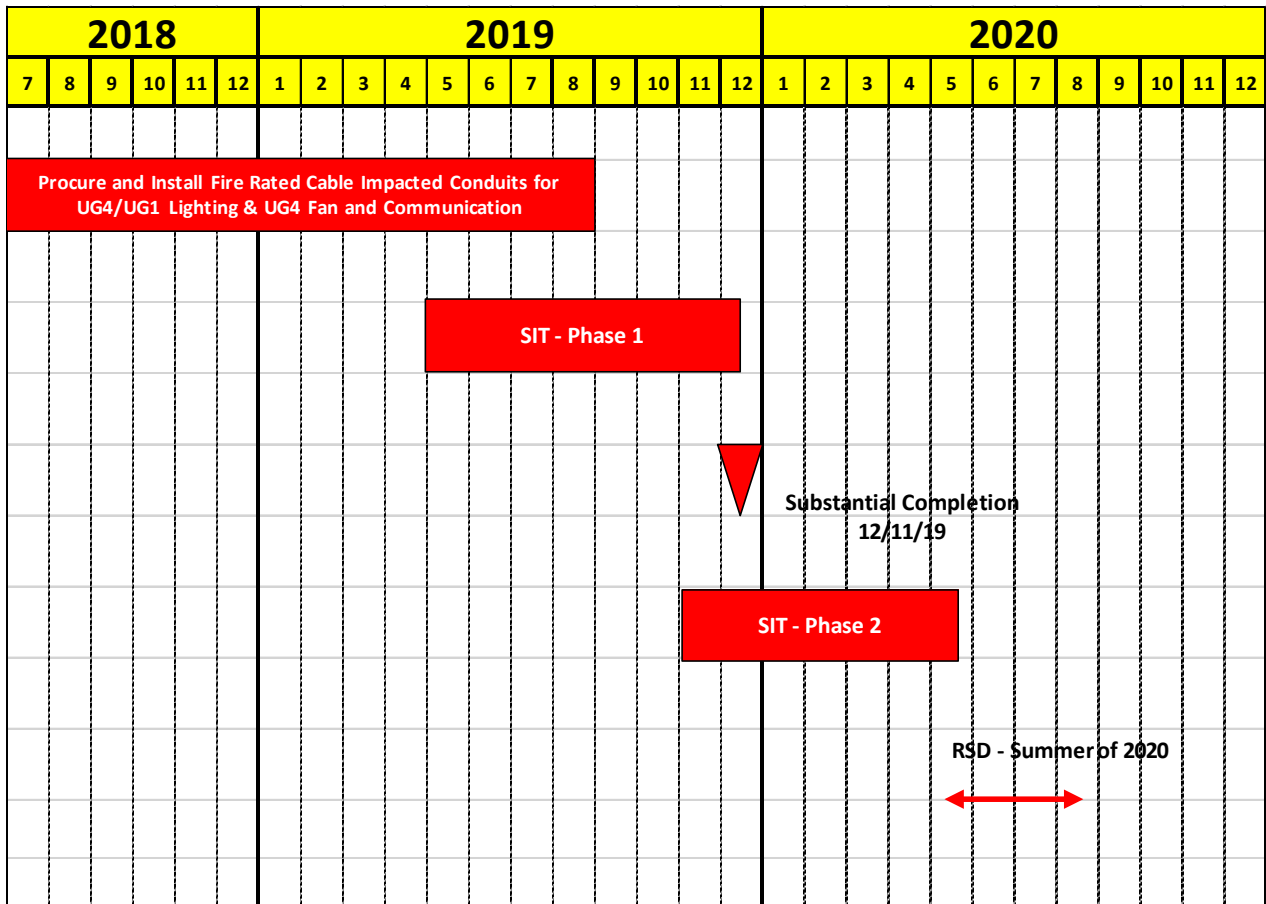 2018 2019 2020
7 8 9 10 11 12 1 2 3 4 5 6 7 8 9 10 11 12 1 2 3 4 5 6 7 8 9 10 11 12
Procure and Install Fire Rated Cable Impacted Conduits for
UG4/UG1 Lighting & UG4 Fan and Communication
SIT - Phase 1
Substantial Completion
12/11/19
SIT - Phase 2
RSD - Summer of 2020